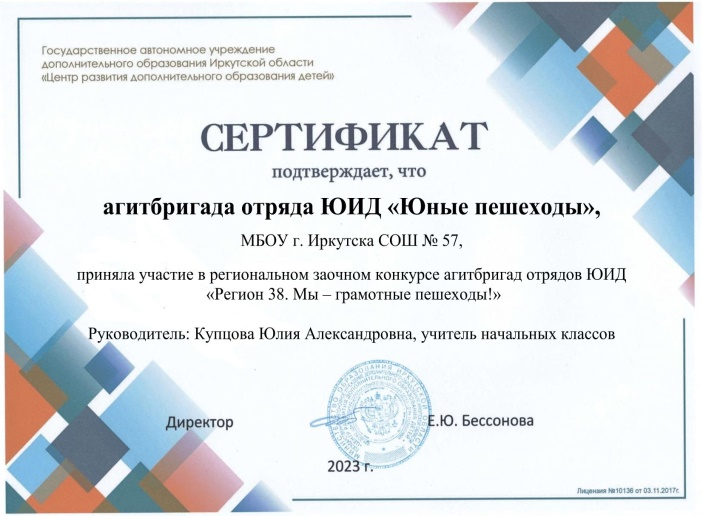 Государственное автономное учреждение
дополнительного образования Иркутской области
«Центр развития дополнительного образования детей»
СЕРТИФИКАТ
подтверждает, что
агитбригада отряда ЮИД «Юные пешеходы»,
МБОУ г. Иркутска СОШ № 57,
приняла участие в региональном заочном конкурсе агитбригад отрядов ЮИД
«Регион 38. Мы – грамотные пешеходы!»
Руководитель: Купцова Юлия Александровна, учитель начальных классов
Директор Е.Ю. Бессонова
2023 г.
Лицензия №10136 от 03.11.2017г.